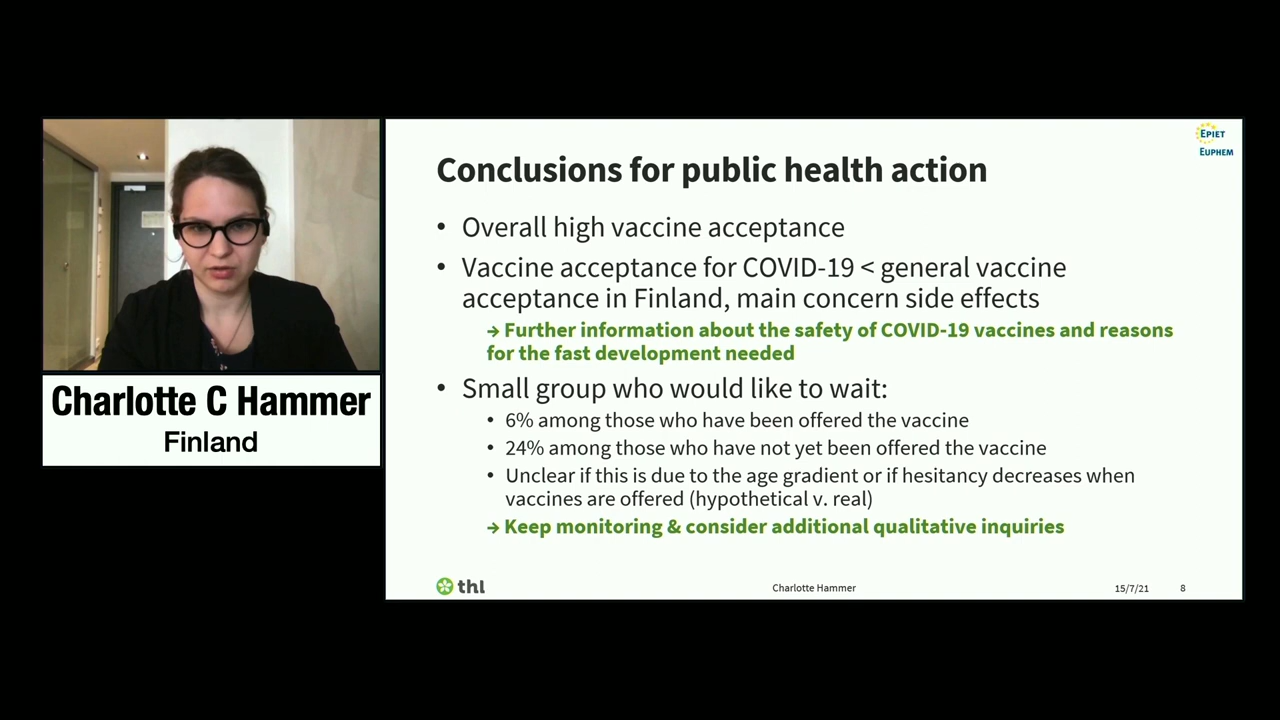 EPIET
EUPHEM
Conclusions for public health action
• Overall high vaccine acceptance
• Vaccine acceptance for COVID-19 < general vaccine
acceptance in Finland, main concern side effects
→ Further information about the safety of COVID-19 vaccines and reasons
for the fast development needed
• Small group who would like to wait:
• 6% among those who have been offered the vaccine
• 24% among those who have not yet been offered the vaccine
• Unclear if this is due to the age gradient or if hesitancy decreases when
vaccines are offered (hypothetical v. real)
→ Keep monitoring & consider additional qualitative inquiries
thl
Charlotte Hammer
15/7/21
8
Charlotte C Hammer
Finland